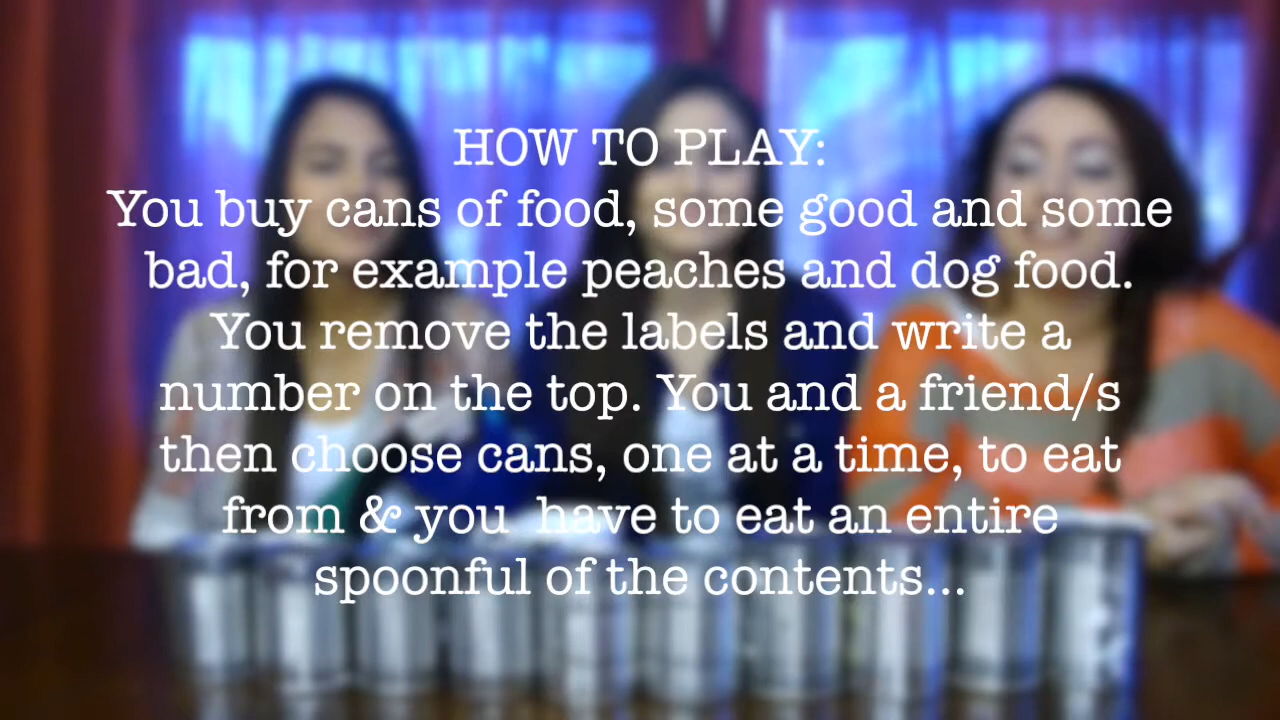 HOW TO PLAY:
You buy cans of food, some good and some
bad, for example peaches and dog food.
You remove the labels and write a
number on the top. You and a friend/s
then choose cans, one at a time, to eat
from & you  have to eat an entire
spoonful of the contents...